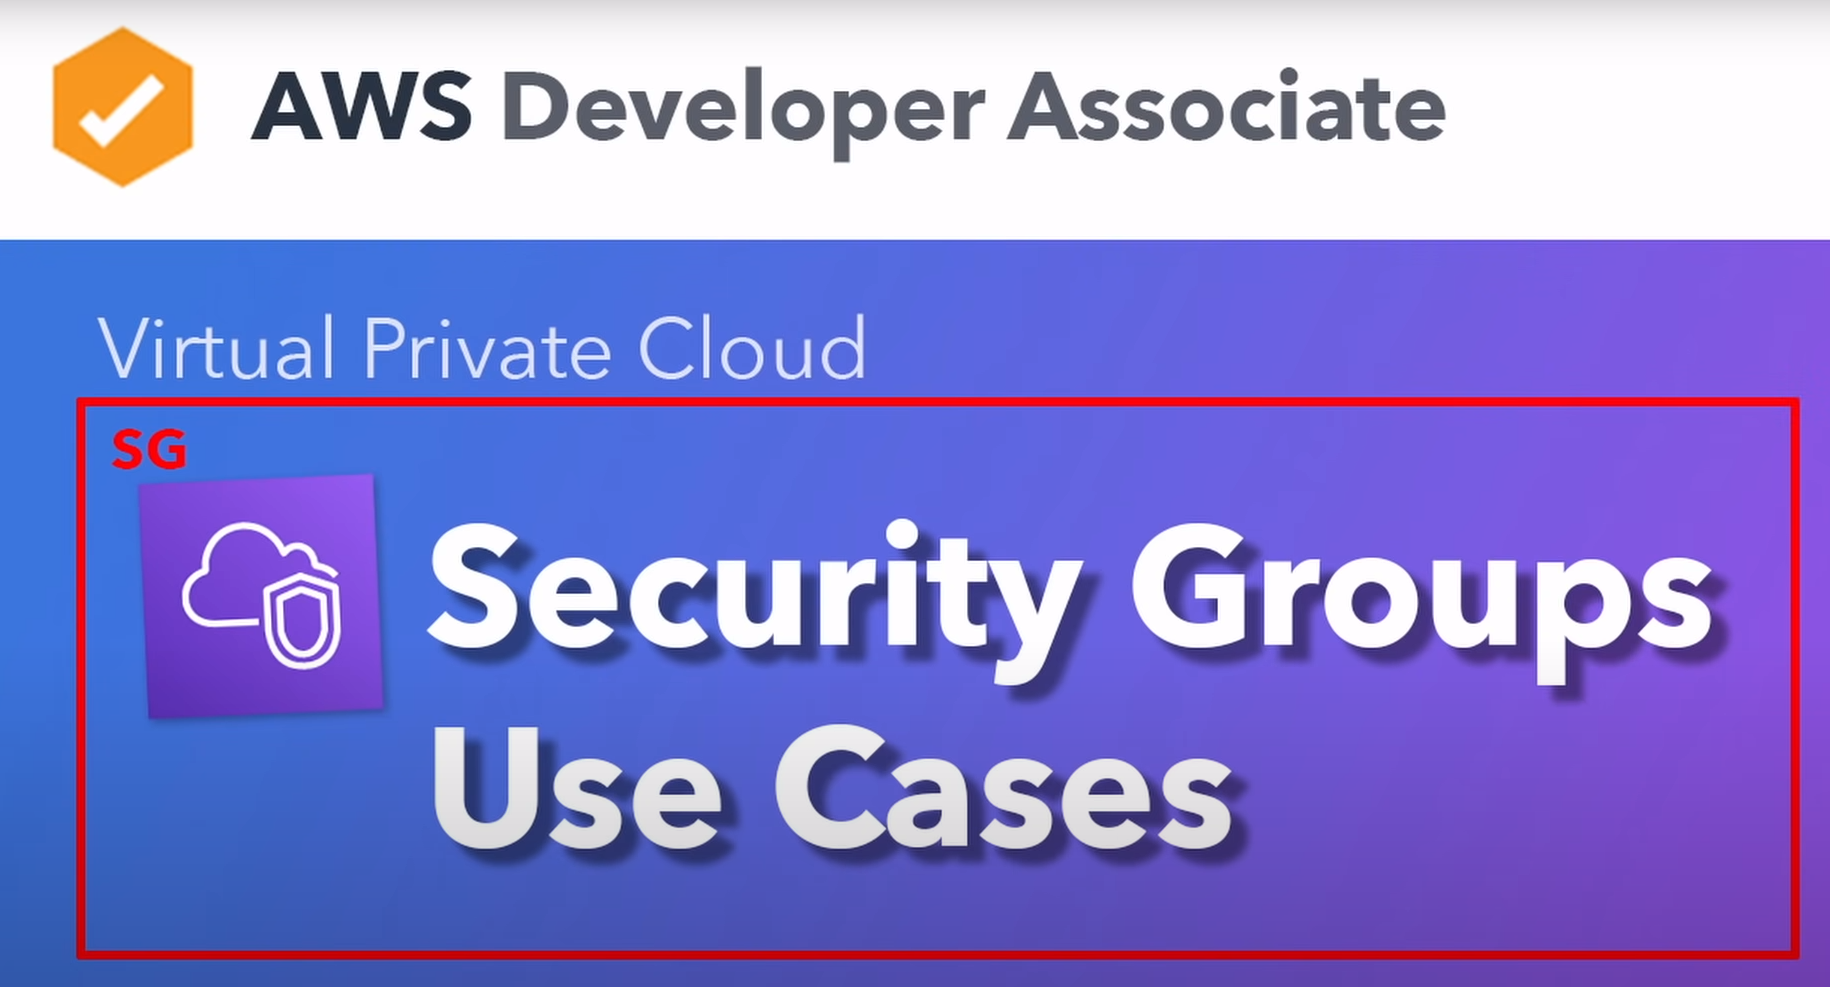 AWS Developer Associate
Virtual Private Cloud
SG
Security Groups
Use Cases